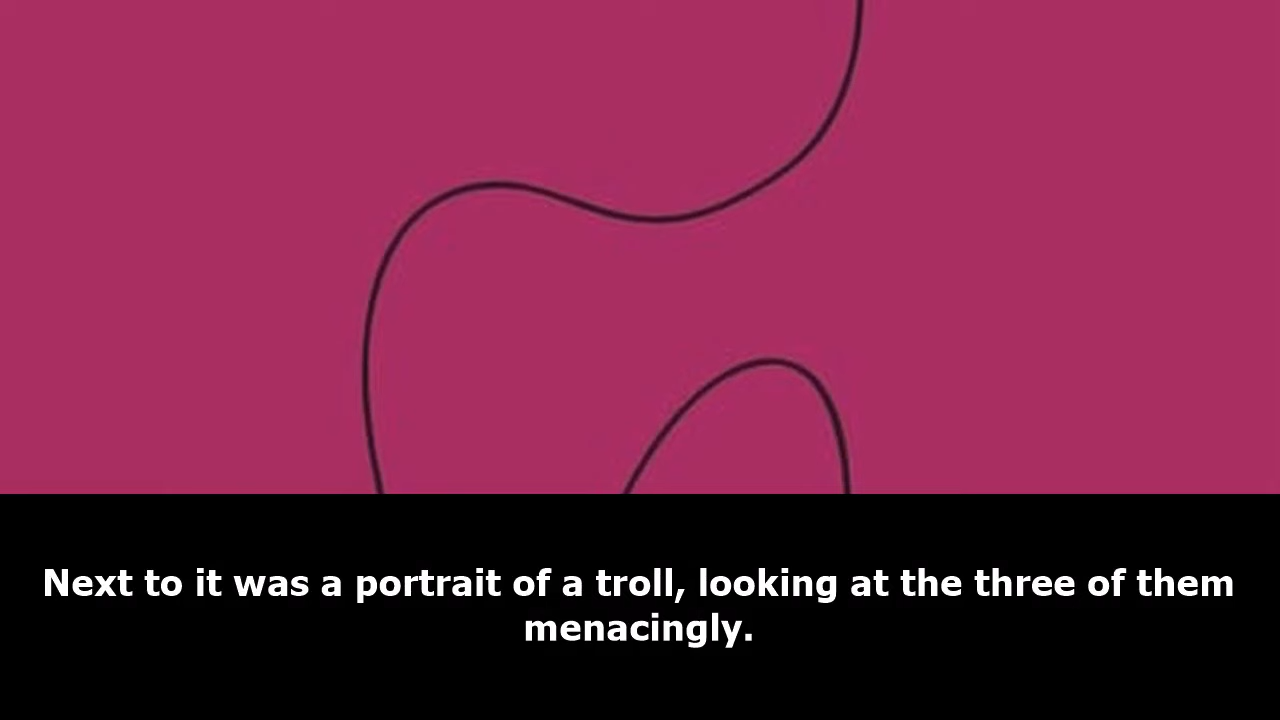 Next to it was a portrait of a troll, looking at the three of them
menacingly.